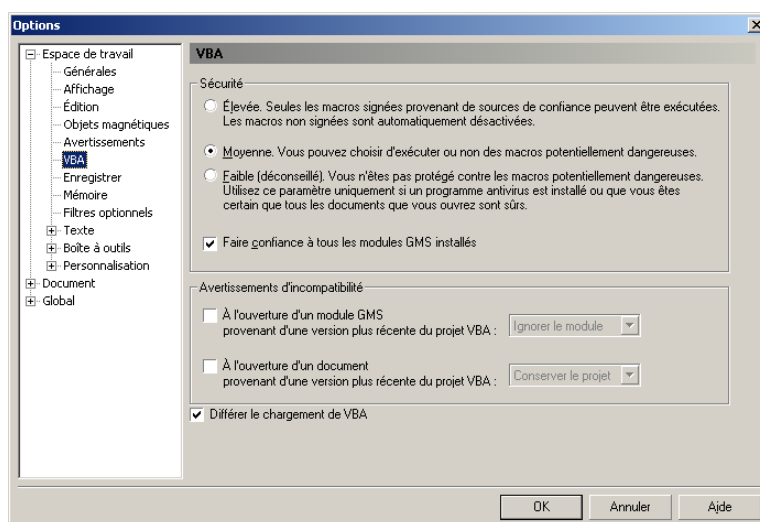 Options
Espace de travail
Générales
Affichage
Édition
Objets magnétiques
Avertissements
VBA
Enregistrer
Mémoire
Filtres optionnels
Texte
Boîte à outils
Personnalisation
Document
Global
VBA
Sécurité
Élevée. Seules les macros signées provenant de sources de confiance peuvent être exécutées.
Les macros non signées sont automatiquement désactivées.
Moyenne. Vous pouvez choisir d'exécuter ou non des macros potentiellement dangereuses.
Faible (déconseillé). Vous n'êtes pas protégé contre les macros potentiellement dangereuses.
Utilisez ce paramètre uniquement si un programme antivirus est installé ou que vous êtes
certain que tous les documents que vous ouvrez sont sûrs.
Faire confiance à tous les modules GMS installés
Avertissements d'incompatibilité
À l'ouverture d'un module GMS
provenant d'une version plus récente du projet VBA : Ignorer le module
À l'ouverture d'un document
provenant d'une version plus récente du projet VBA : Conserver le projet
Différer le chargement de VBA
OK Annuler Aide